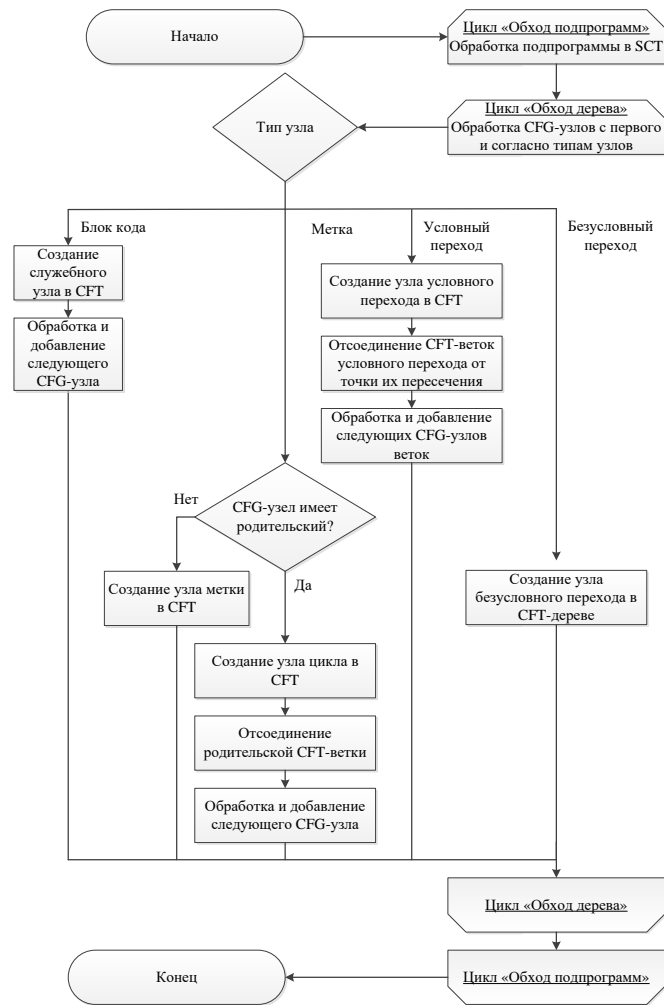 Начало
Цикл «Обход подпрограмм»
Обработка подпрограммы в SCT
Цикл «Обход дерева»
Обработка CFG-узлов с первого
и согласно типам узлов
Тип узла
Блок кода
Метка
Условный
переход
Безусловный
переход
Создание
служебного
узла в CFT
Обработка и
добавление
следующего
CFG-узла
Создание узла условного
перехода в CFT
Отсоединение CFT-веток
условного перехода от
точки их пересечения
Обработка и добавление
следующих CFG-узлов
веток
CFG-узел имеет
родительский?
Нет
Да
Создание узла метки
в CFT
Создание узла
безусловного перехода в
CFT-дереве
Создание узла цикла в
CFT
Отсоединение
родительской CFT-ветки
Обработка и добавление
следующего CFG-узла
Цикл «Обход дерева»
Цикл «Обход подпрограмм»
Конец